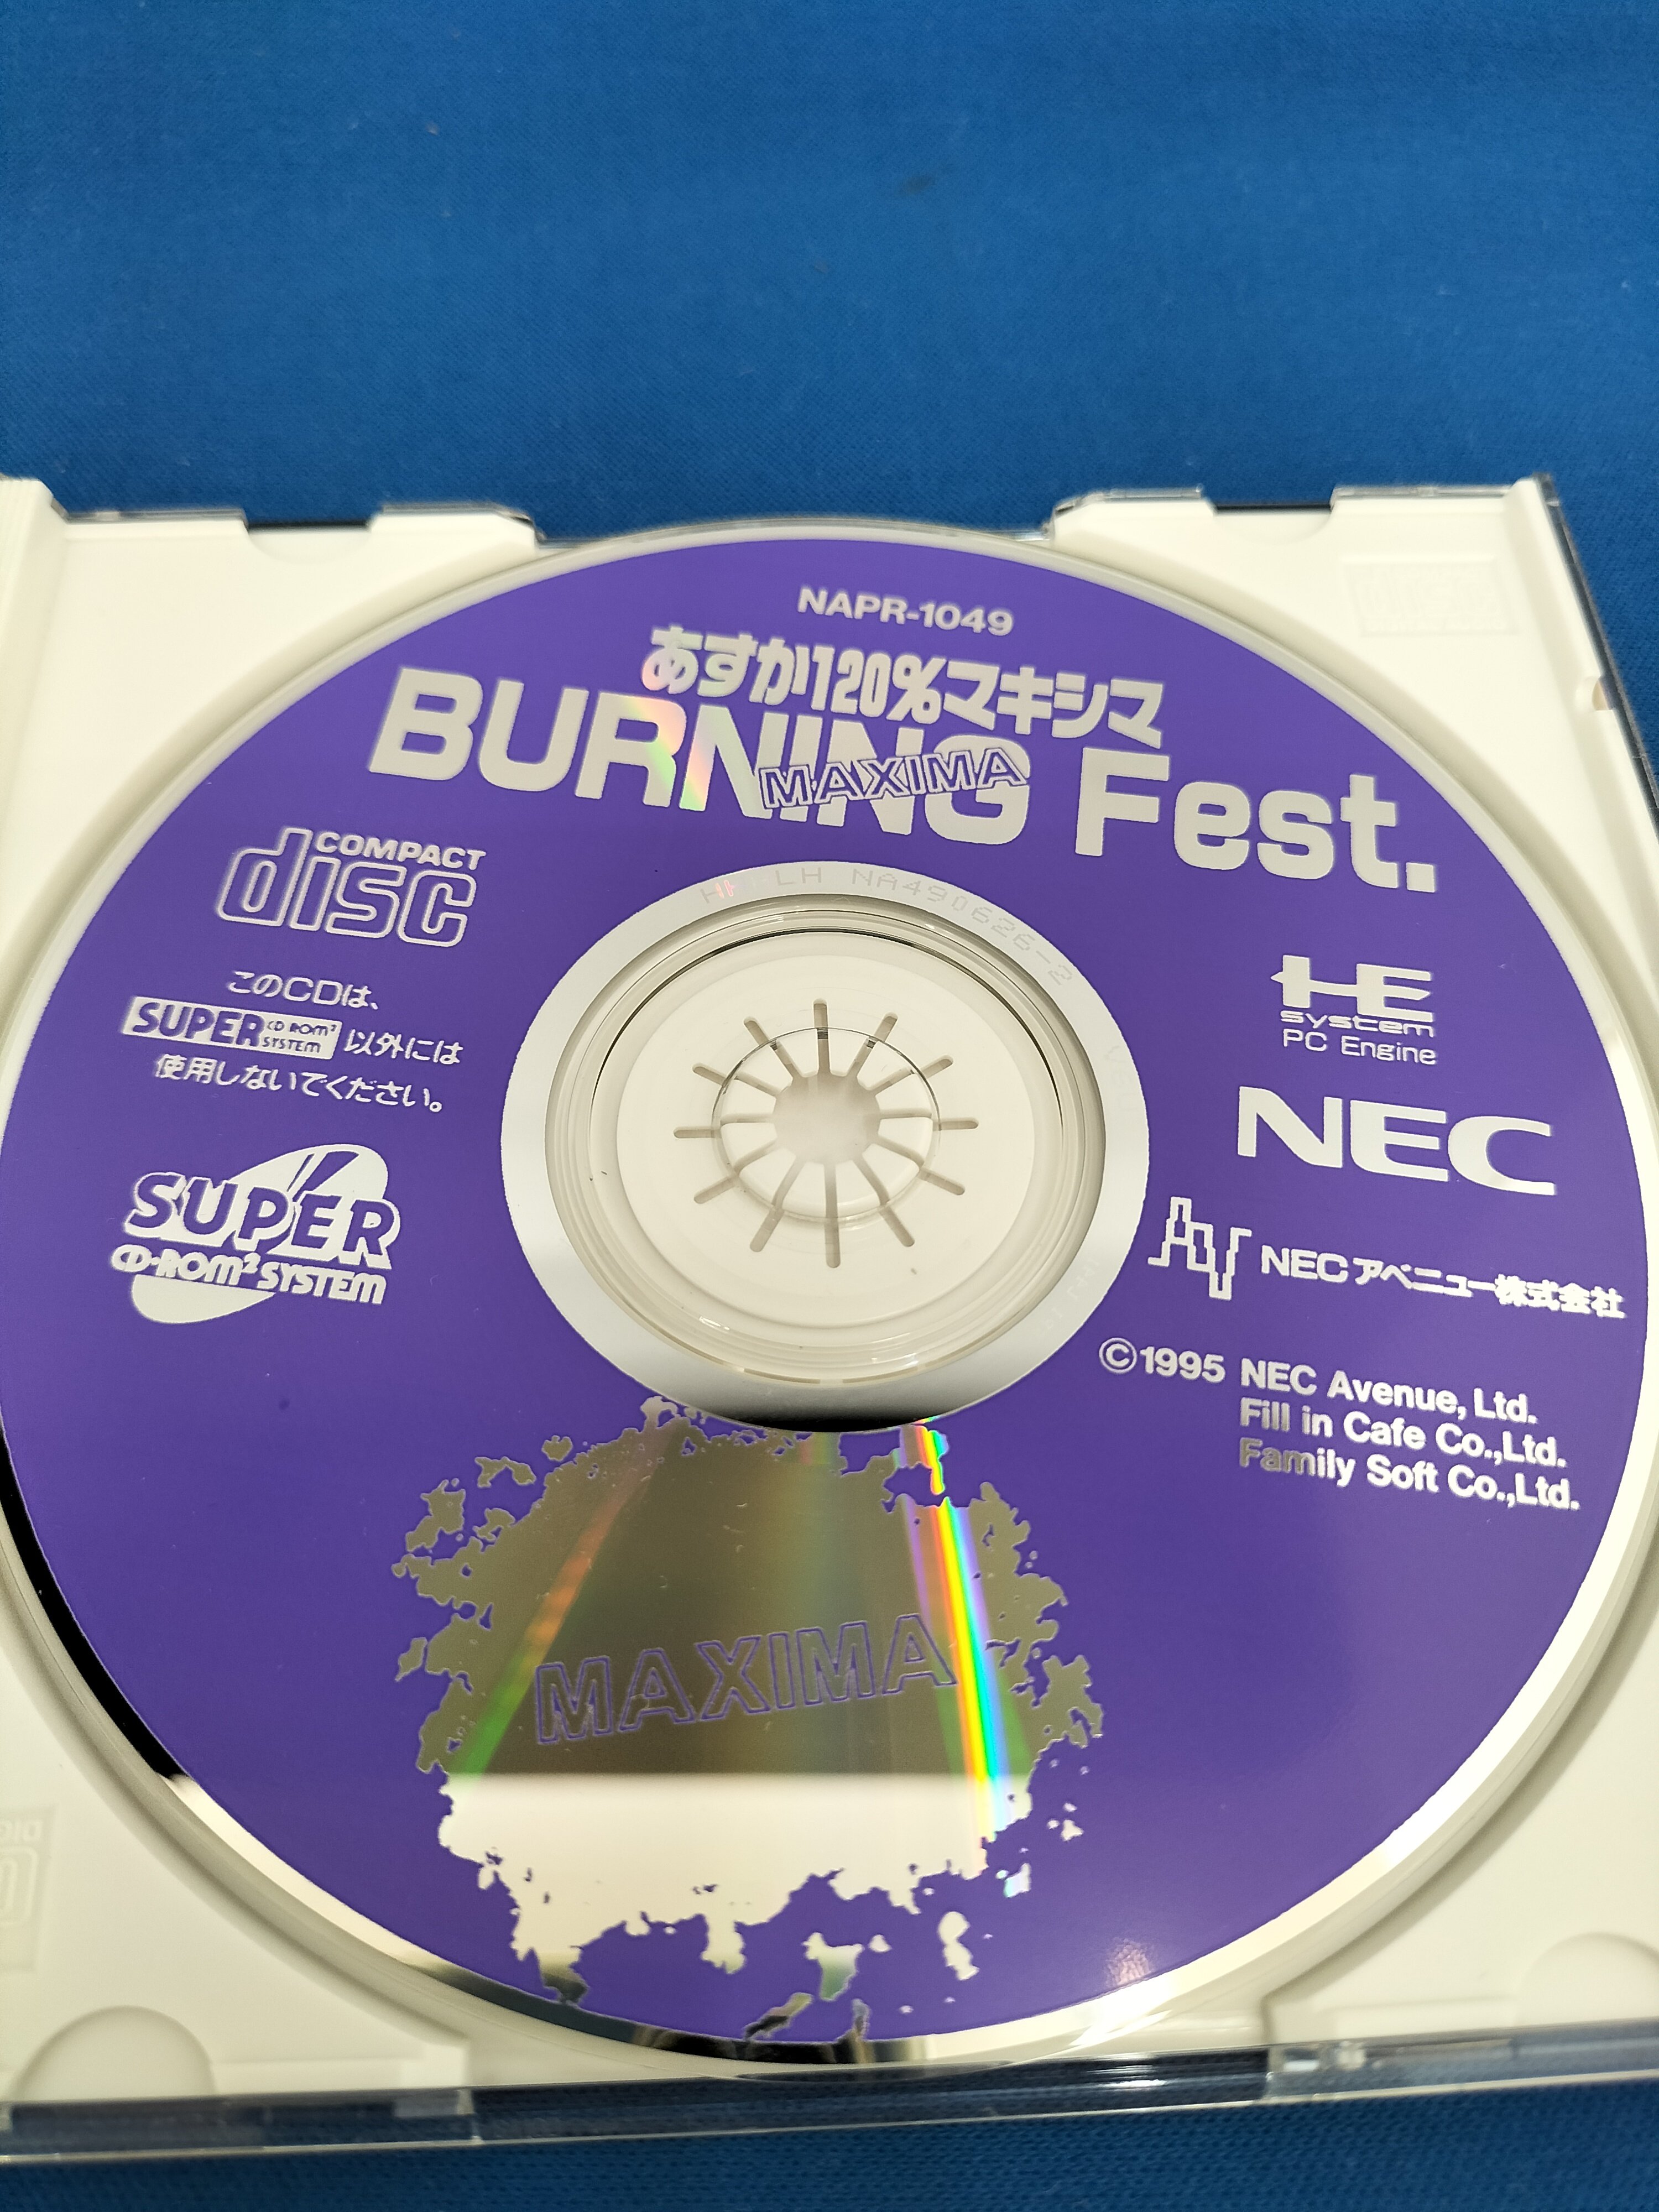 NAPR-1049
あすか120%マキシマ
BURNING Fest.
MAXIMA
COMPACT
disc
このCDは、
SUPER CD ROM² SYSTEM 以外には
使用しないでください。
SUPER
CD-ROM² SYSTEM
HE
system
PC Engine
NEC
NECアベニュー株式会社
©1995 NEC Avenue, Ltd.
Fill in Cafe Co.,Ltd.
Family Soft Co.,Ltd.
MAXIMA